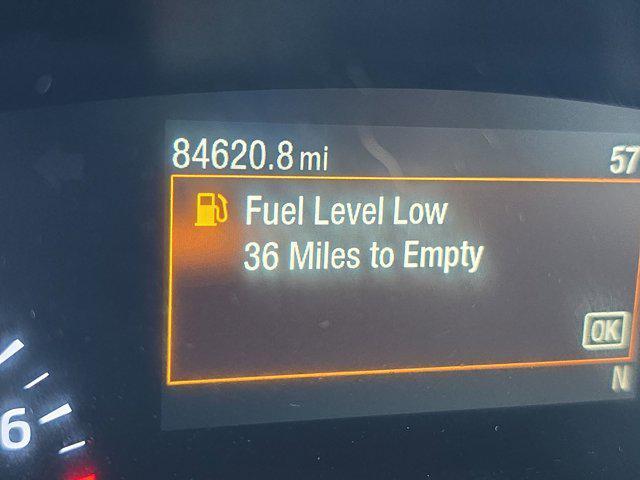 84620.8 mi 57
Fuel Level Low
36 Miles to Empty
OK
N
6